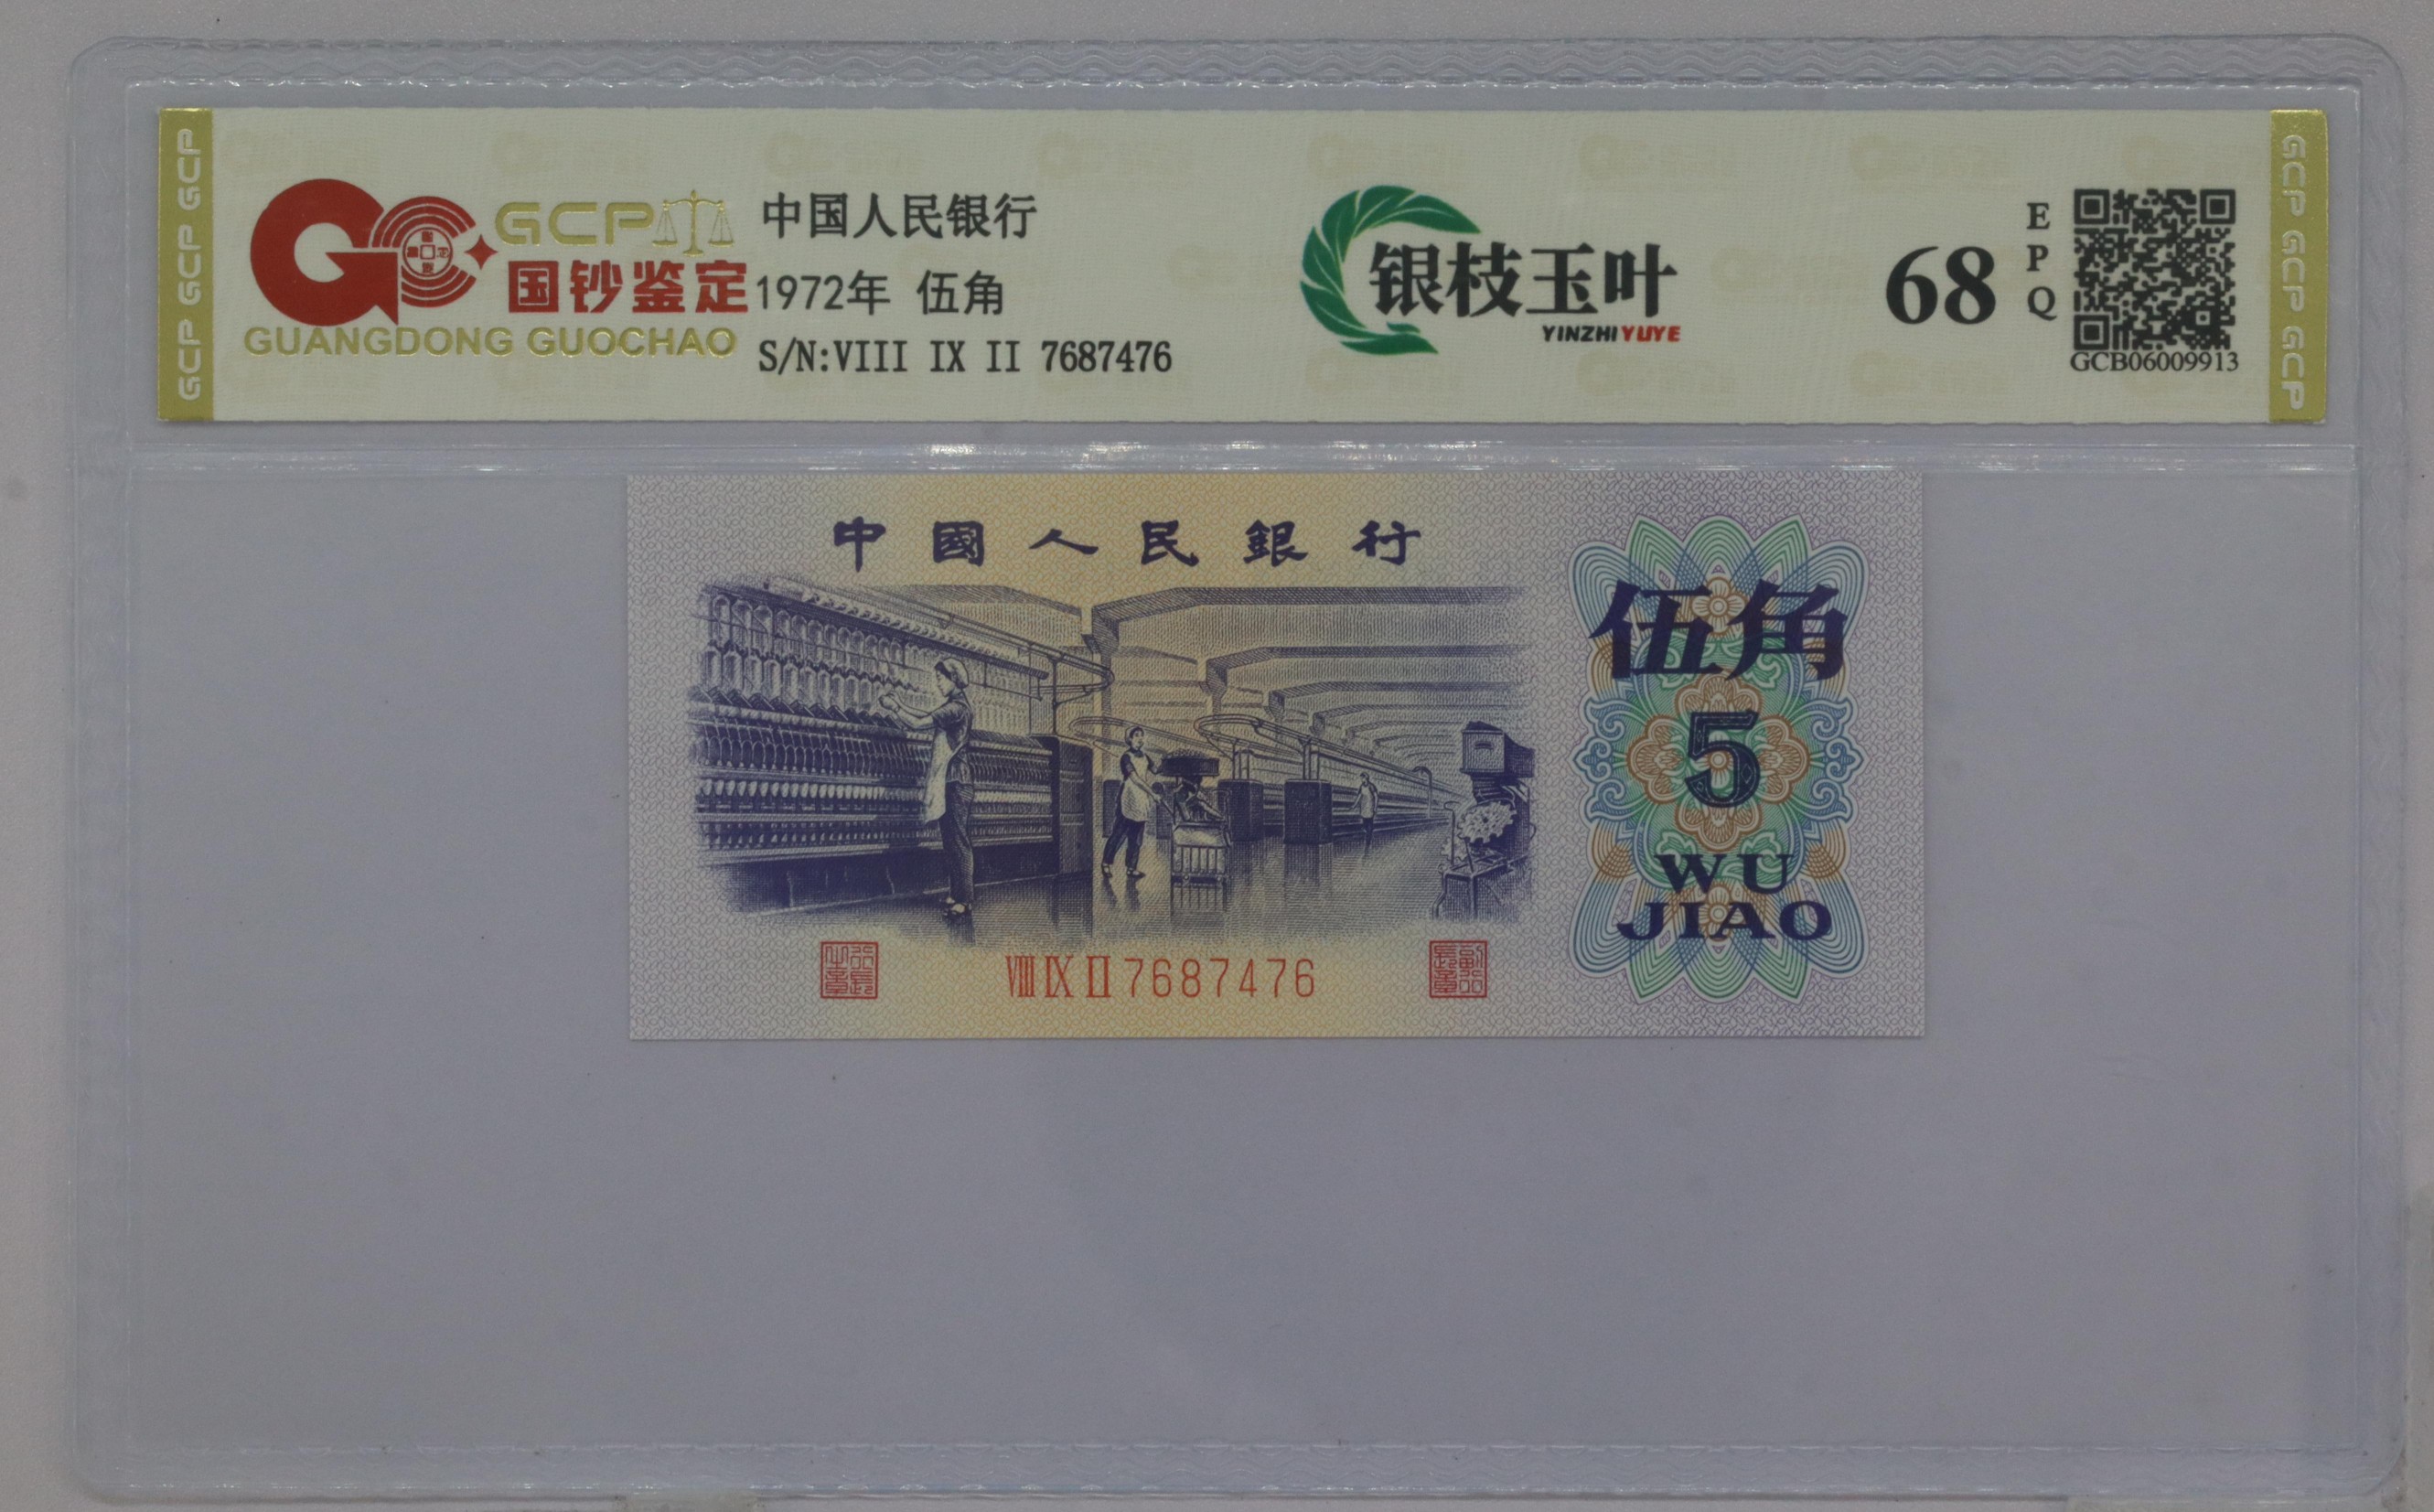 GCP GCP GCP
GCP
国钞鉴定
GUANGDONG GUOCHAO
中国人民银行
1972年 伍角
S/N:VIII IX II 7687476
银枝玉叶
YINZHIYUYE
68
EPQ
GCB06009913
GCP GCP GCP
中國人民銀行
伍角
5
WU
JIAO
VIII IX II 7687476